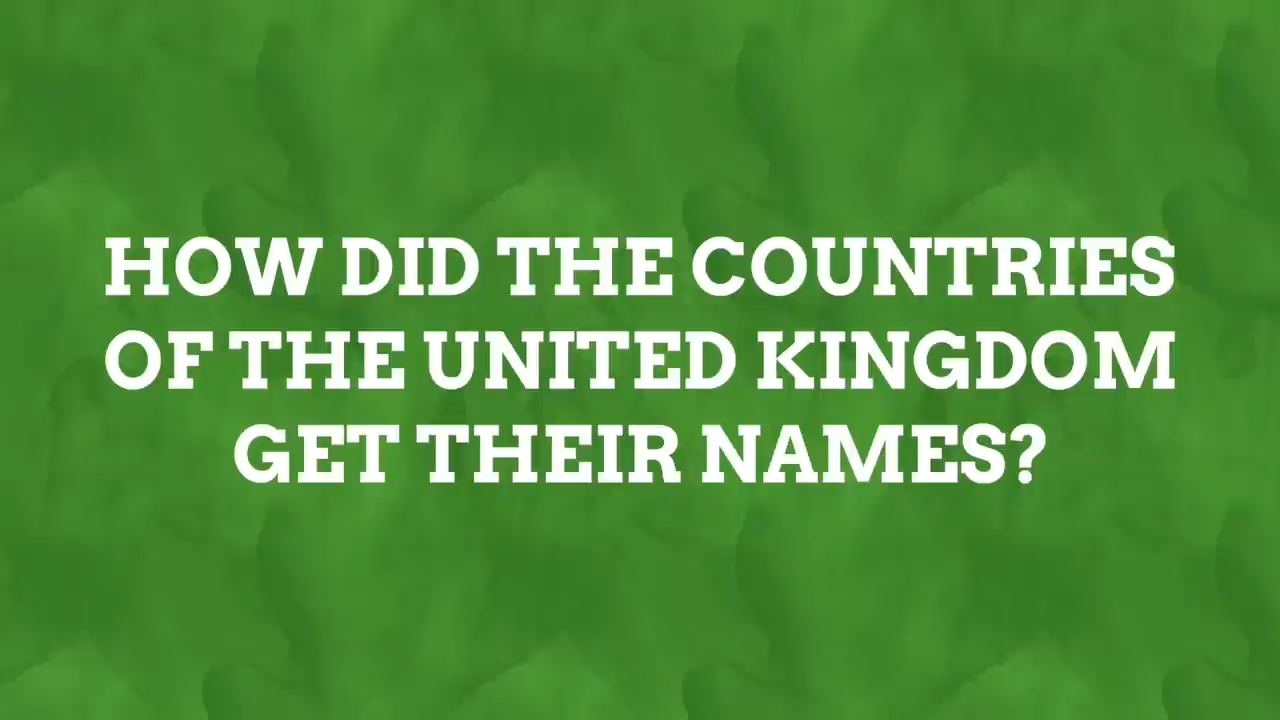 HOW DID THE COUNTRIES
OF THE UNITED KINGDOM
GET THEIR NAMES?